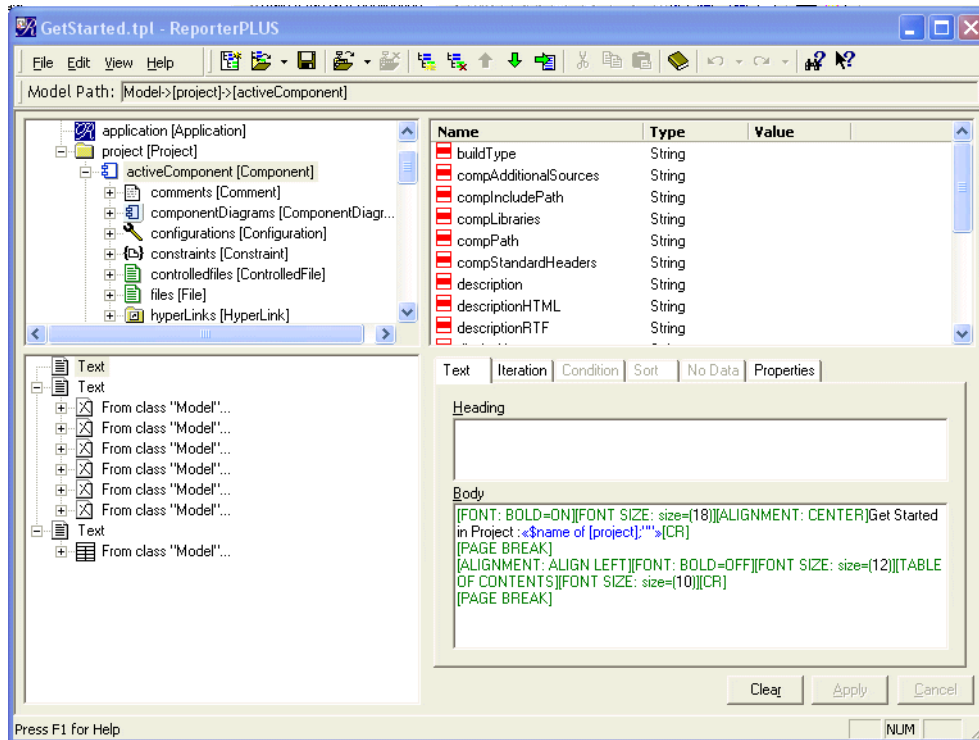 GetStarted.tpl - ReporterPLUS
File Edit View Help
Model Path: Model->[project]->[activeComponent]
application [Application]
project [Project]
activeComponent [Component]
comments [Comment]
componentDiagrams [ComponentDiagr...
configurations [Configuration]
constraints [Constraint]
controlledfiles [ControlledFile]
files [File]
hyperLinks [HyperLink]
Name Type Value
buildType String
compAdditionalSources String
compIncludePath String
compLibraries String
compPath String
compStandardHeaders String
description String
descriptionHTML String
descriptionRTF String
Text
Text
From class "Model"...
From class "Model"...
From class "Model"...
From class "Model"...
From class "Model"...
From class "Model"...
Text
From class "Model"...
Text Iteration Condition Sort No Data Properties
Heading
Body
[FONT: BOLD=ON][FONT SIZE: size=(18)][ALIGNMENT: CENTER]Get Started
in Project :«$name of [project];'""'»[CR]
[PAGE BREAK]
[ALIGNMENT: ALIGN LEFT][FONT: BOLD=OFF][FONT SIZE: size=(12)][TABLE
OF CONTENTS][FONT SIZE: size=(10)][CR]
[PAGE BREAK]
Clear Apply Cancel
Press F1 for Help NUM